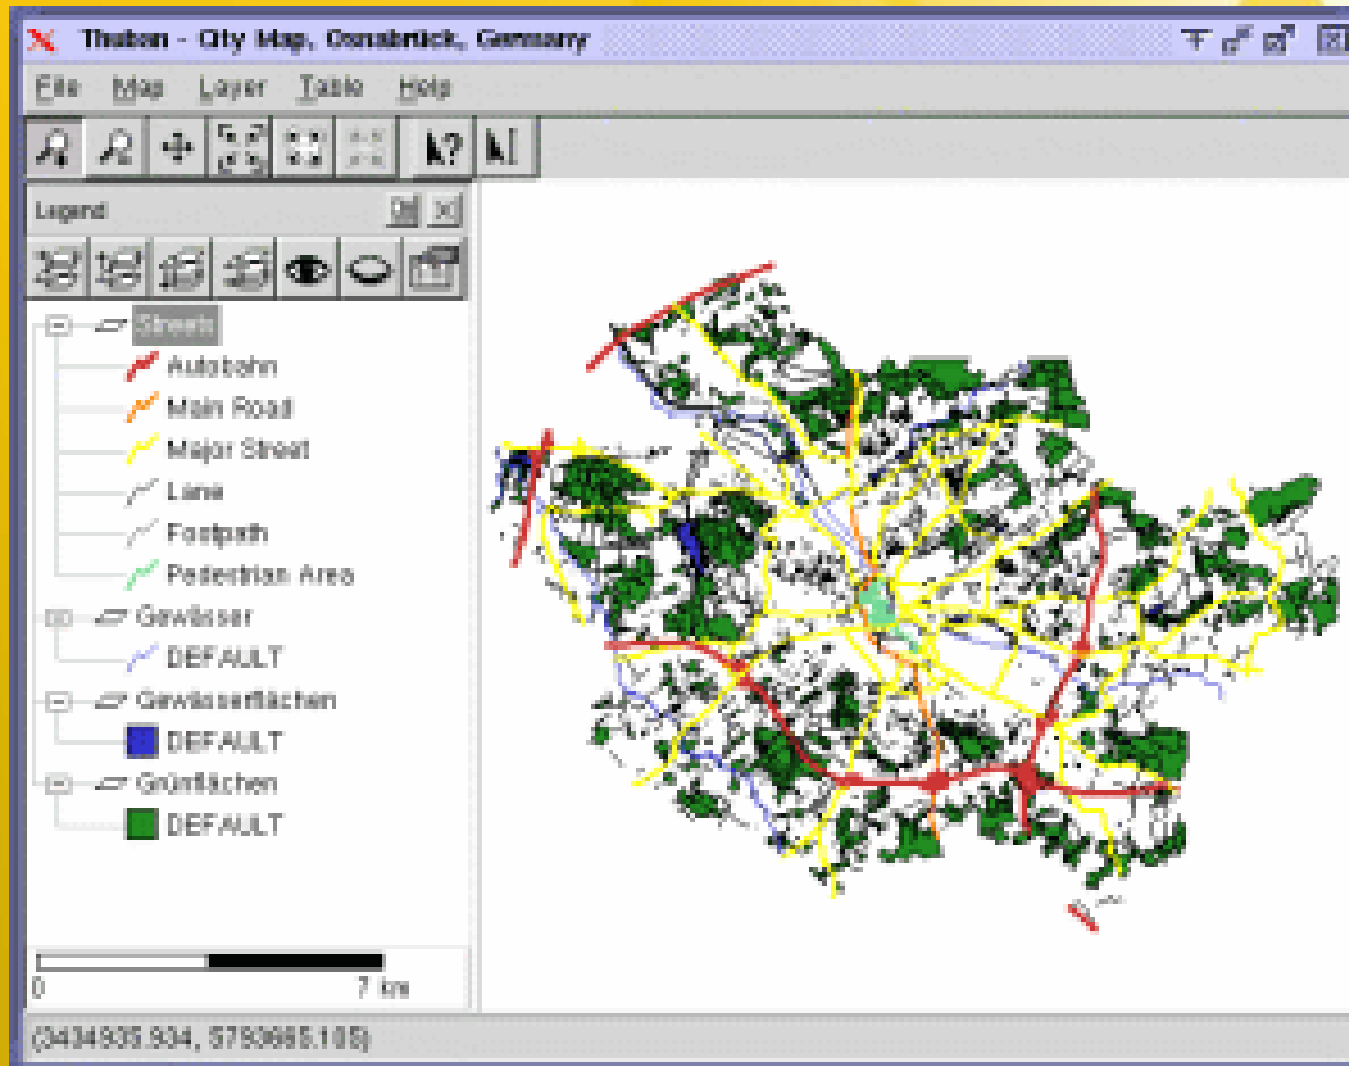 Thuban - City Map, Osnabrück, Germany
File Map Layer Table Help
Legend
Streets
Autobahn
Main Road
Major Street
Lane
Footpath
Pedestrian Area
Gewässer
DEFAULT
Gewässerflächen
DEFAULT
Grünflächen
DEFAULT
0 7 km
(3434935.934, 5793665.105)